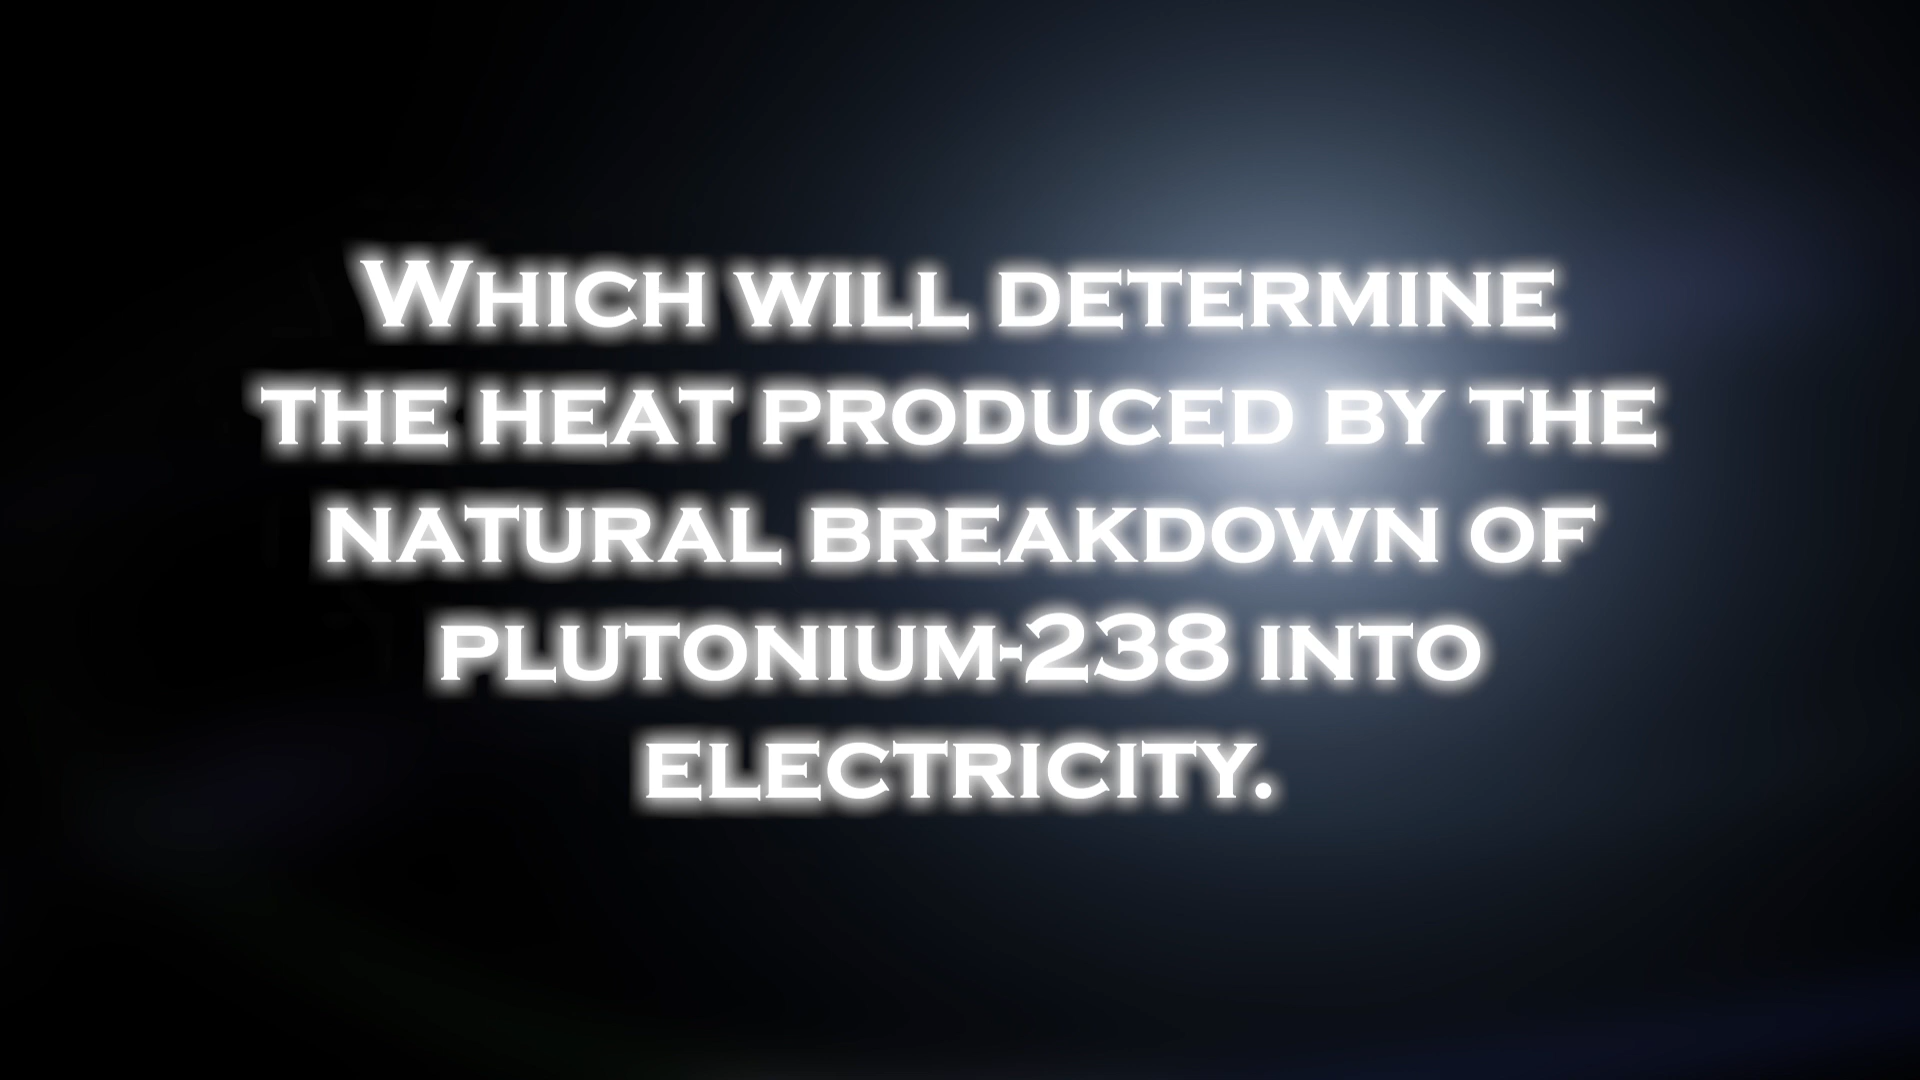 Which will determine
the heat produced by the
natural breakdown of
plutonium-238 into
electricity.